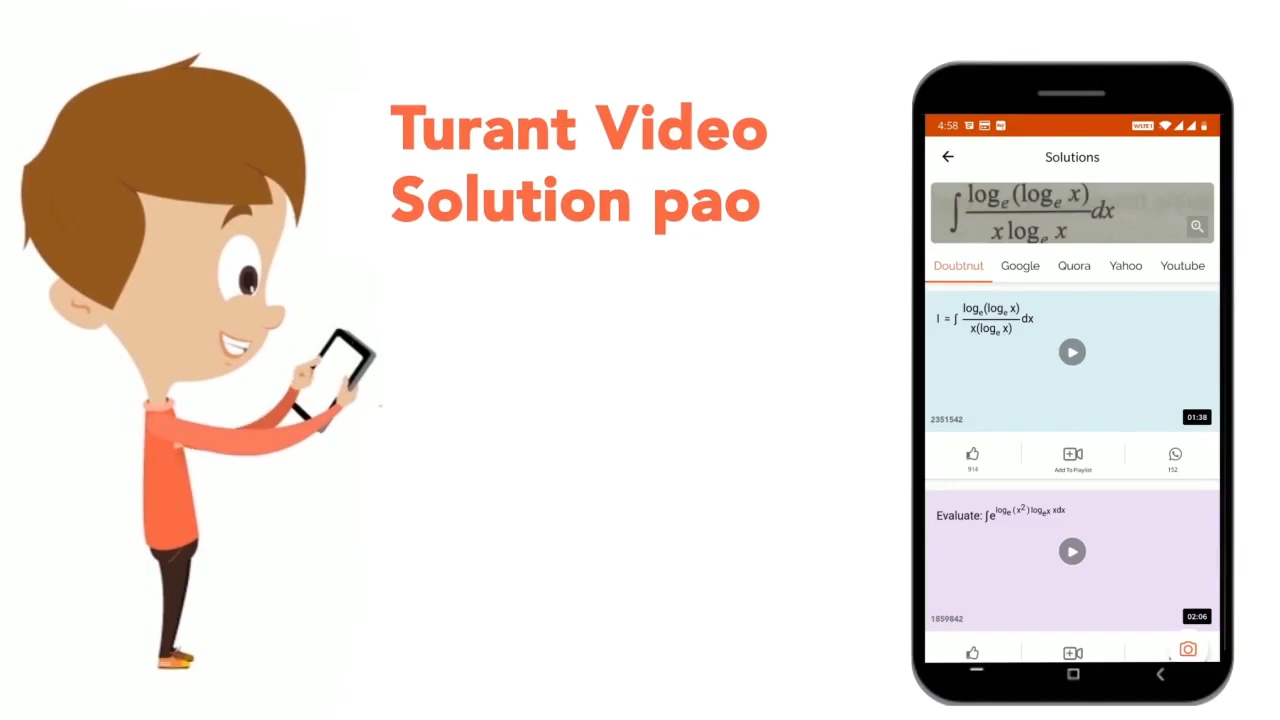 Turant Video
Solution pao
4:58
Solutions
∫ logₑ(logₑ x) / x logₑ x dx
Doubtnut Google Quora Yahoo Youtube
I = ∫ logₑ(logₑ x) / x(logₑ x) dx
2351542 01:38
914 Add To Playlist 152
Evaluate: ∫e^logₑ(x²)logₑx xdx
1859842 02:06